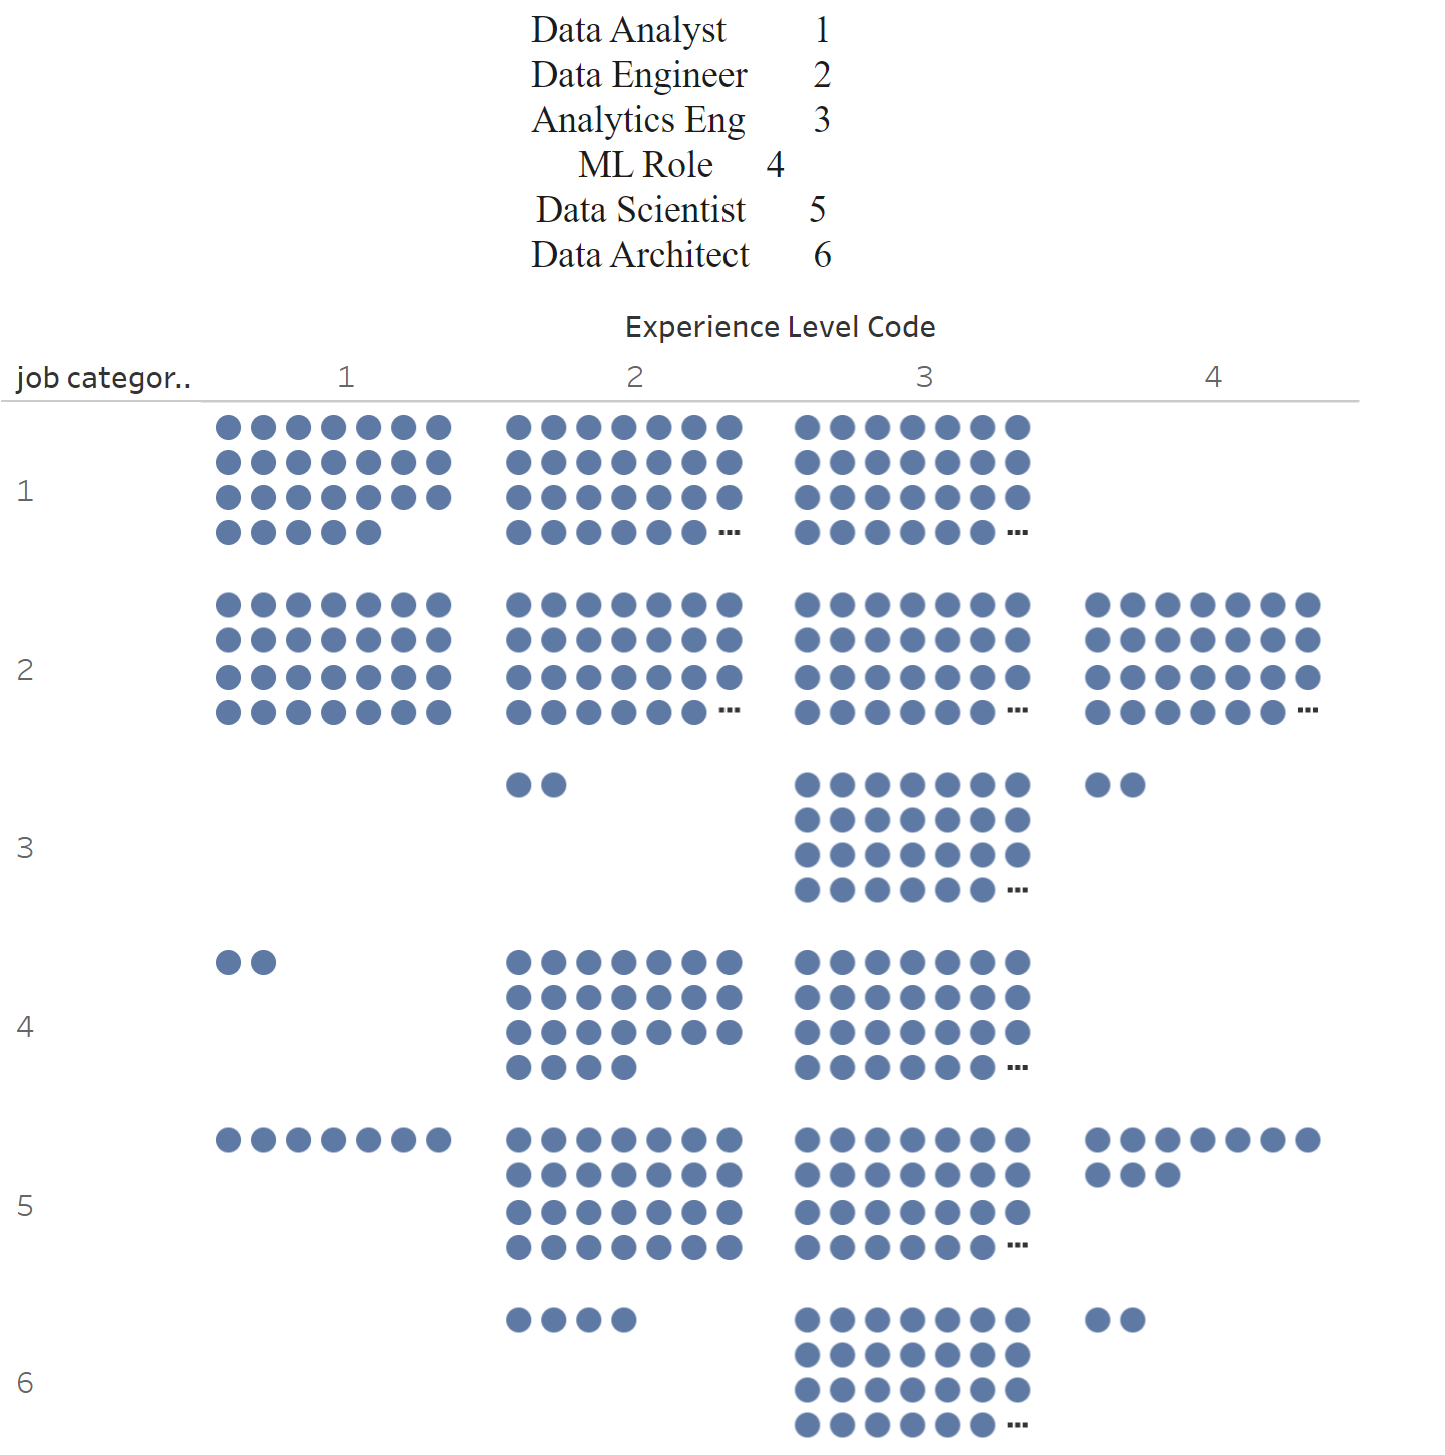 Data Analyst 1
Data Engineer 2
Analytics Eng 3
ML Role 4
Data Scientist 5
Data Architect 6
Experience Level Code
job categor.. 1 2 3 4
1
2
3
4
5
6